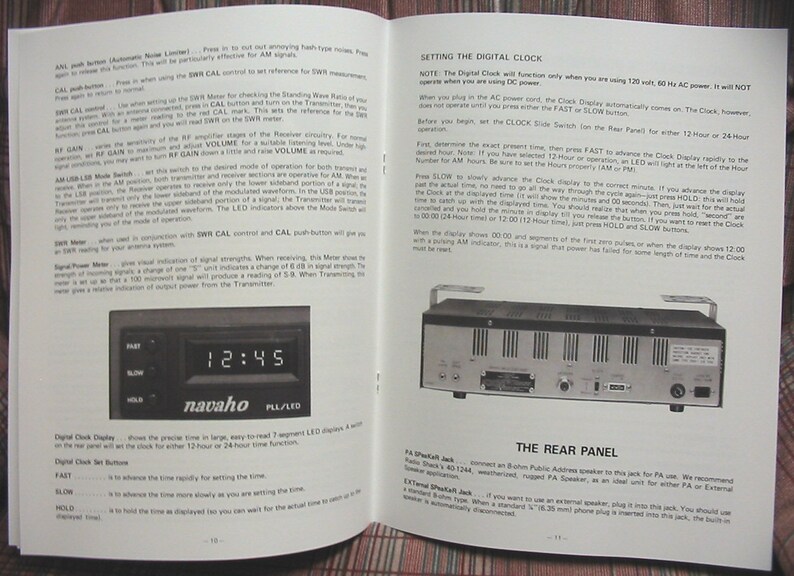 ANL push button (Automatic Noise Limiter) . . . Press in to cut out annoying hash-type noises. Press
again to release this function. This will be particularly effective for AM signals.
CAL push-button . . . Press in when using the SWR CAL control to set reference for SWR measurement.
Press again to return to normal.
SWR CAL control . . . Use when setting up the SWR Meter for checking the Standing Wave Ratio of your
antenna system. With an antenna connected, press in CAL button and turn on the Transmitter, then you
adjust this control for a meter reading to the red CAL mark. This sets the reference for the SWR
function; press CAL button again and you will read SWR on the SWR meter.
RF GAIN . . . varies the sensitivity of the RF amplifier stages of the Receiver circuitry. For normal
operation, set RF GAIN to maximum and adjust VOLUME for a suitable listening level. Under high
signal conditions, you may want to turn RF GAIN down a little and raise VOLUME as required.
AM-USB-LSB Mode Switch . . . set this switch to the desired mode of operation for both transmit and
receive. When in the AM position, both transmitter and receiver sections are operative for AM. When set
to the LSB position, the Receiver operates to receive only the lower sideband portion of a signal, the
Transmitter will transmit only the lower sideband of the modulated waveform. In the USB position, the
Receiver operates only to receive the upper sideband portion of a signal; the Transmitter will transmit
only the upper sideband of the modulated waveform. The LED indicators above the Mode Switch will
light, reminding you of the mode of operation.
SWR Meter . . . when used in conjunction with SWR CAL control and CAL push-button will give you
an SWR reading for your antenna system.
Signal/Power Meter . . . gives visual indication of signal strengths. When receiving, this Meter shows the
strength of incoming signals; a change of one "S" unit indicates a change of 6 dB in signal strength. The
meter is set up so that a 100 microvolt signal will produce a reading of S-9. When Transmitting, this
meter gives a relative indication of output power from the Transmitter.
FAST
SLOW
HOLD
12:45
navaho
PLL/LED
Digital Clock Display . . . shows the precise time in large, easy-to-read 7-segment LED displays. A switch
on the rear panel will set the clock for either 12-hour or 24-hour time function.
Digital Clock Set Buttons
FAST . . . . . . . . . is to advance the time rapidly for setting the time.
SLOW . . . . . . . . . is to advance the time more slowly as you are setting the time.
HOLD . . . . . . . . . is to hold the time as displayed (so you can wait for the actual time to catch up to the
displayed time).
– 10 –
SETTING THE DIGITAL CLOCK
NOTE: The Digital Clock will function only when you are using 120 volt, 60 Hz AC power. It will NOT
operate when you are using DC power.
When you plug in the AC power cord, the Clock Display automatically comes on. The Clock, however,
does not operate until you press either the FAST or SLOW button.
Before you begin, set the CLOCK Slide Switch (on the Rear Panel) for either 12-Hour or 24-Hour
operation.
First, determine the exact present time, then press FAST to advance the Clock Display rapidly to the
desired hour. Note: If you have selected 12-Hour or operation, an LED will light at the left of the Hour
Number for AM hours. Be sure to set the Hours properly (AM or PM).
Press SLOW to slowly advance the Clock Display to the correct minute. If you advance the display
past the actual time, no need to go all the way through the cycle again—just press HOLD: this will hold
the Clock at the displayed time (it will show the minutes and 00 seconds). Then, just wait for the actual
time to catch up with the displayed time. You should realize that when you press hold, "seconds" are
cancelled and you hold the minute in display till you release the button. If you want to reset the Clock
to 00:00 (24-Hour time) or 12:00 (12-Hour time), just press HOLD and SLOW buttons.
When the display shows 00:00 and segments of the first zero pulses, or when the display shows 12:00
with a pulsing AM indicator, this is a signal that power has failed for some length of time and the Clock
must be reset.
THE REAR PANEL
PA SPeaKeR Jack . . . connect an 8-ohm Public Address speaker to this jack for PA use. We recommend
Radio Shack's 40-1244, weatherized, rugged PA Speaker, as an ideal unit for either PA or External
Speaker application.
EXTernal SPeaKeR Jack . . . if you want to use an external speaker, plug it into this jack. You should use
a standard 8-ohm type. When a standard ¼" (6.35 mm) phone plug is inserted into this jack, the built-in
speaker is automatically disconnected.
– 11 –